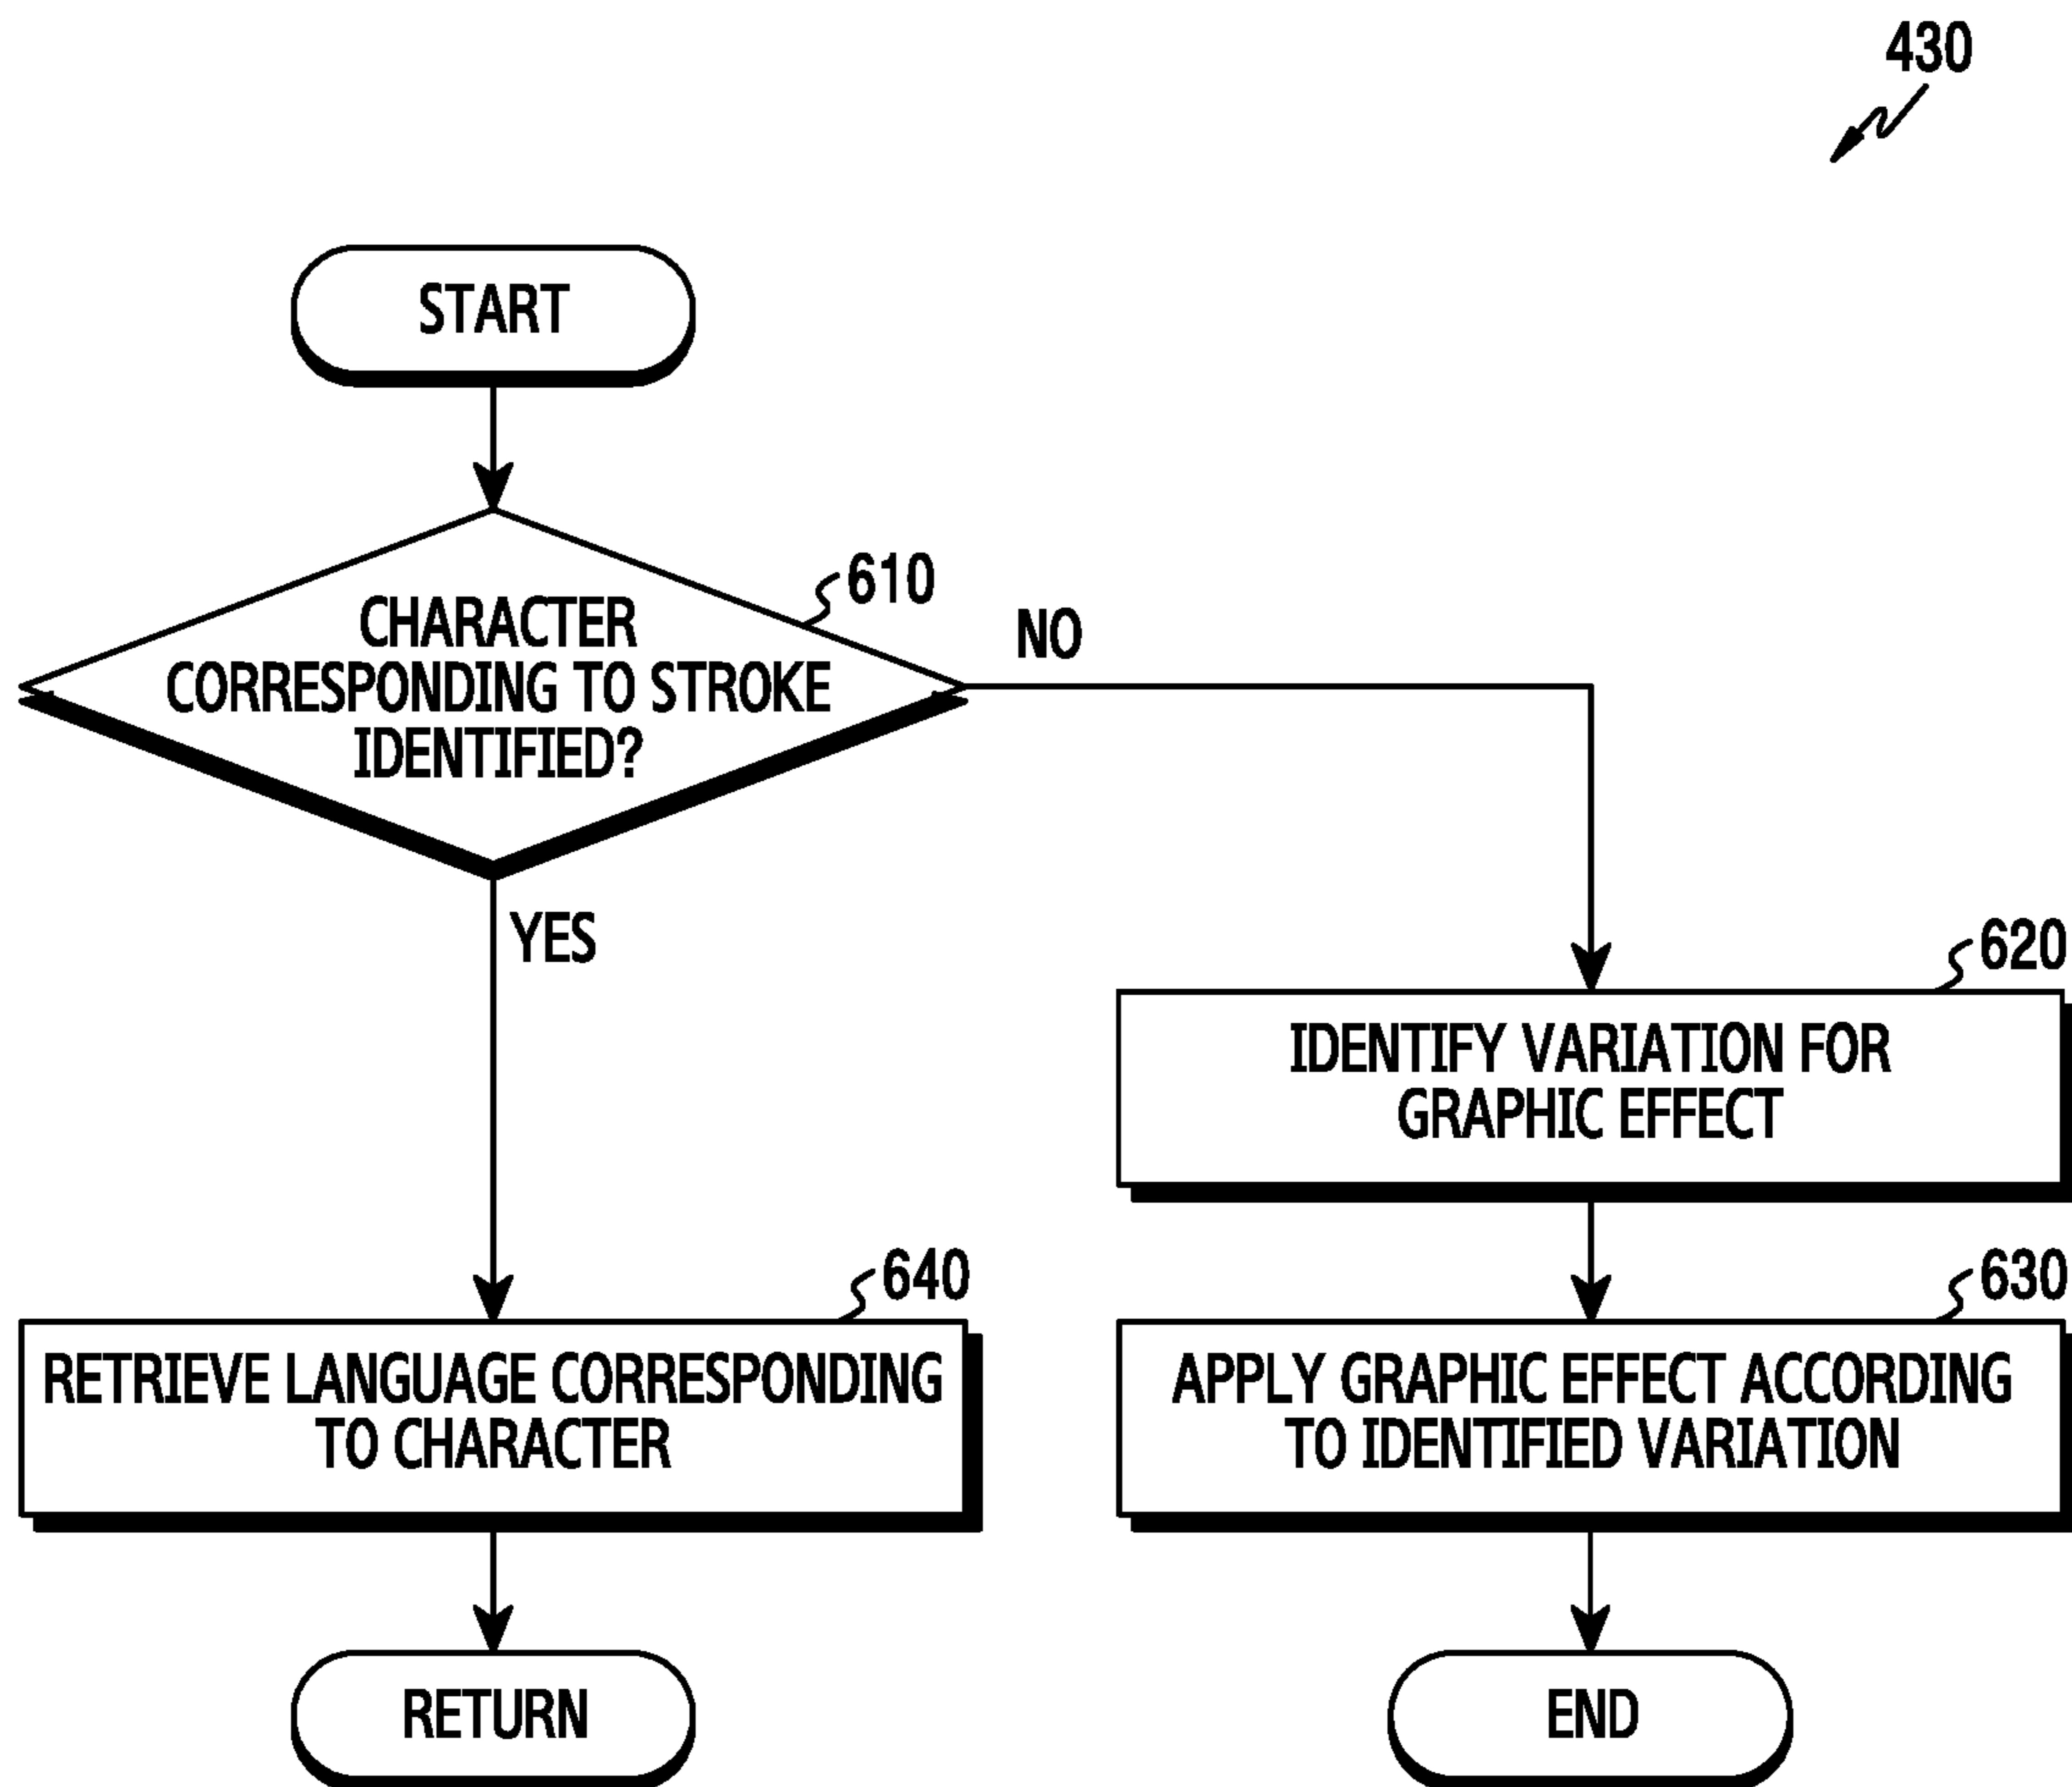 430
START
610
CHARACTER
CORRESPONDING TO STROKE
IDENTIFIED?
NO
YES
620
IDENTIFY VARIATION FOR
GRAPHIC EFFECT
640
RETRIEVE LANGUAGE CORRESPONDING
TO CHARACTER
630
APPLY GRAPHIC EFFECT ACCORDING
TO IDENTIFIED VARIATION
RETURN
END